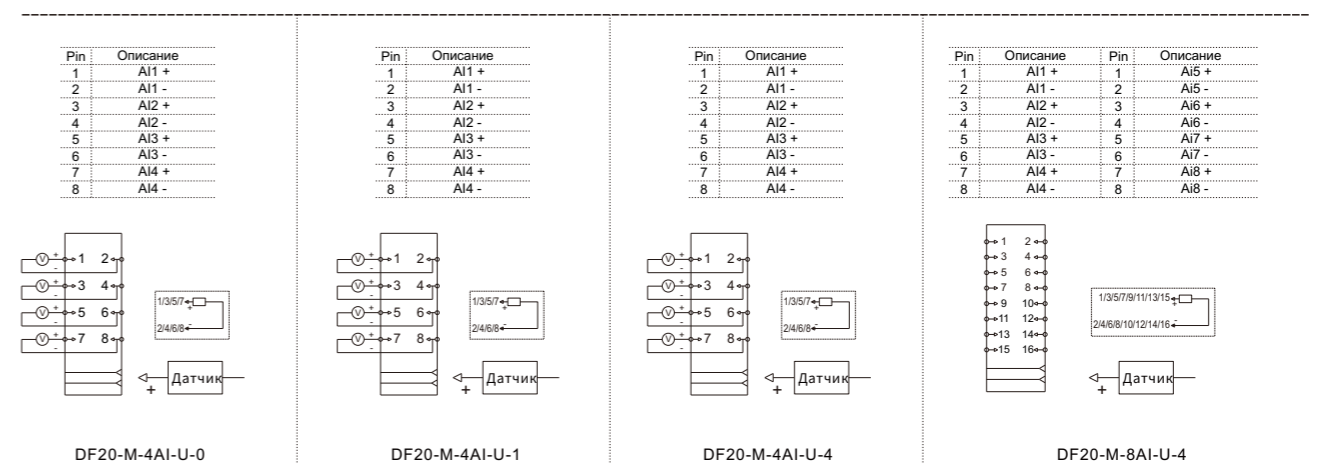 Pin Описание
1 AI1 +
2 AI1 -
3 AI2 +
4 AI2 -
5 AI3 +
6 AI3 -
7 AI4 +
8 AI4 -
V + - 1 2
V + - 3 4
V + - 5 6
V + - 7 8
1/3/5/7 +
2/4/6/8 -
Датчик
+
DF20-M-4AI-U-0
Pin Описание
1 AI1 +
2 AI1 -
3 AI2 +
4 AI2 -
5 AI3 +
6 AI3 -
7 AI4 +
8 AI4 -
V + - 1 2
V + - 3 4
V + - 5 6
V + - 7 8
1/3/5/7 +
2/4/6/8 -
Датчик
+
DF20-M-4AI-U-1
Pin Описание
1 AI1 +
2 AI1 -
3 AI2 +
4 AI2 -
5 AI3 +
6 AI3 -
7 AI4 +
8 AI4 -
V + - 1 2
V + - 3 4
V + - 5 6
V + - 7 8
1/3/5/7 +
2/4/6/8 -
Датчик
+
DF20-M-4AI-U-4
Pin Описание Pin Описание
1 AI1 + 1 Ai5 +
2 AI1 - 2 Ai5 -
3 AI2 + 3 Ai6 +
4 AI2 - 4 Ai6 -
5 AI3 + 5 Ai7 +
6 AI3 - 6 Ai7 -
7 AI4 + 7 Ai8 +
8 AI4 - 8 Ai8 -
1 2
3 4
5 6
7 8
9 10
11 12
13 14
15 16
1/3/5/7/9/11/13/15 +
2/4/6/8/10/12/14/16 -
Датчик
+
DF20-M-8AI-U-4